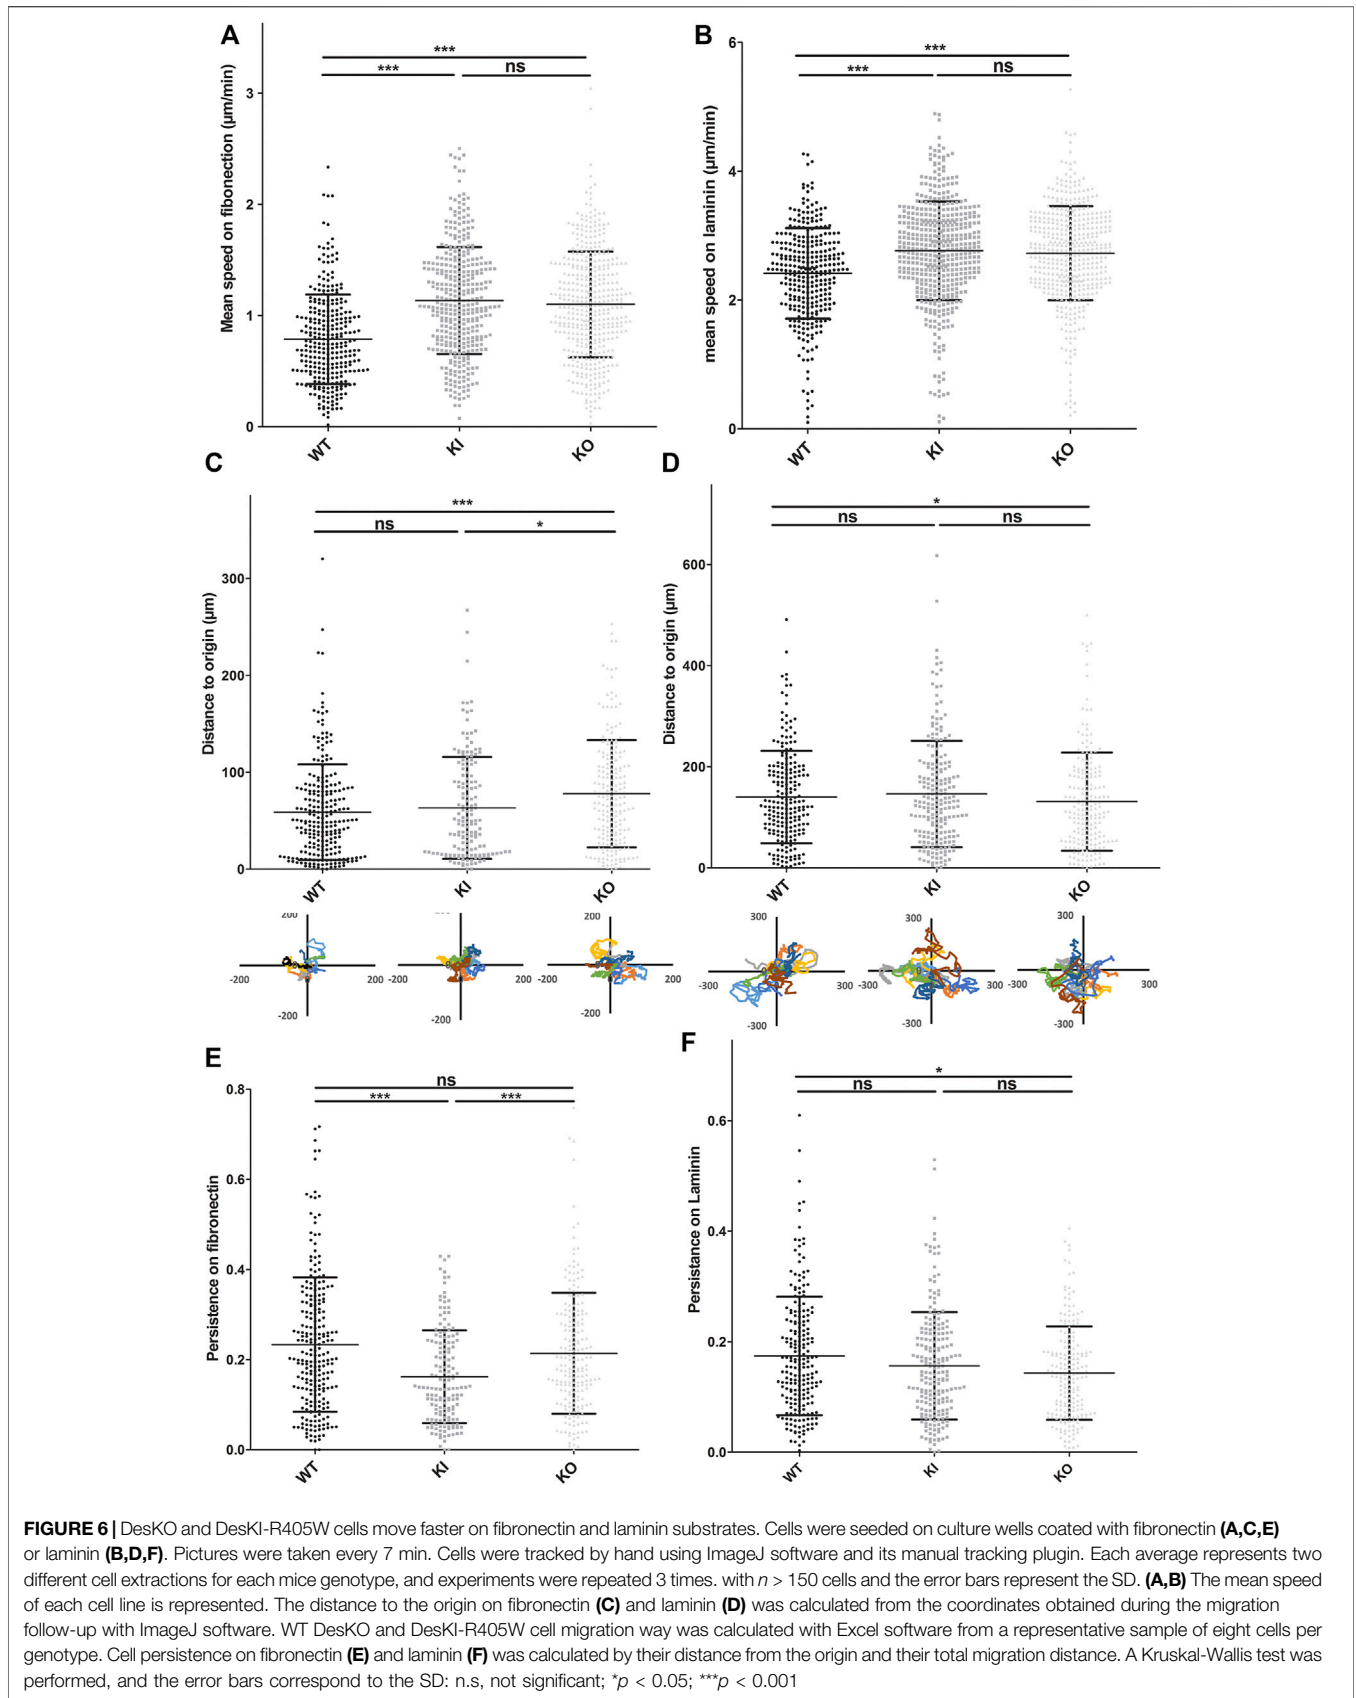 A
B
***
***
ns
***
***
ns
Mean speed on fibonection (µm/min)
3
2
1
0
WT
KI
KO
mean speed on laminin (µm/min)
6
4
2
0
WT
KI
KO
C
D
***
ns
*
*
ns
ns
Distance to origin (µm)
300
200
100
0
WT
KI
KO
Distance to origin (µm)
600
400
200
0
WT
KI
KO
200
-200
200
-200
-200
200
-200
200
-200
200
-200
300
-300
300
-300
300
-300
300
-300
300
-300
300
-300
E
F
ns
***
***
*
ns
ns
Persistence on fibronectin
0.8
0.6
0.4
0.2
0.0
WT
KI
KO
Persistance on Laminin
0.6
0.4
0.2
0.0
WT
KI
KO
FIGURE 6 | DesKO and DesKI-R405W cells move faster on fibronectin and laminin substrates. Cells were seeded on culture wells coated with fibronectin (A,C,E)
or laminin (B,D,F). Pictures were taken every 7 min. Cells were tracked by hand using ImageJ software and its manual tracking plugin. Each average represents two
different cell extractions for each mice genotype, and experiments were repeated 3 times. with n > 150 cells and the error bars represent the SD. (A,B) The mean speed
of each cell line is represented. The distance to the origin on fibronectin (C) and laminin (D) was calculated from the coordinates obtained during the migration
follow-up with ImageJ software. WT DesKO and DesKI-R405W cell migration way was calculated with Excel software from a representative sample of eight cells per
genotype. Cell persistence on fibronectin (E) and laminin (F) was calculated by their distance from the origin and their total migration distance. A Kruskal-Wallis test was
performed, and the error bars correspond to the SD: n.s, not significant; *p < 0.05; ***p < 0.001